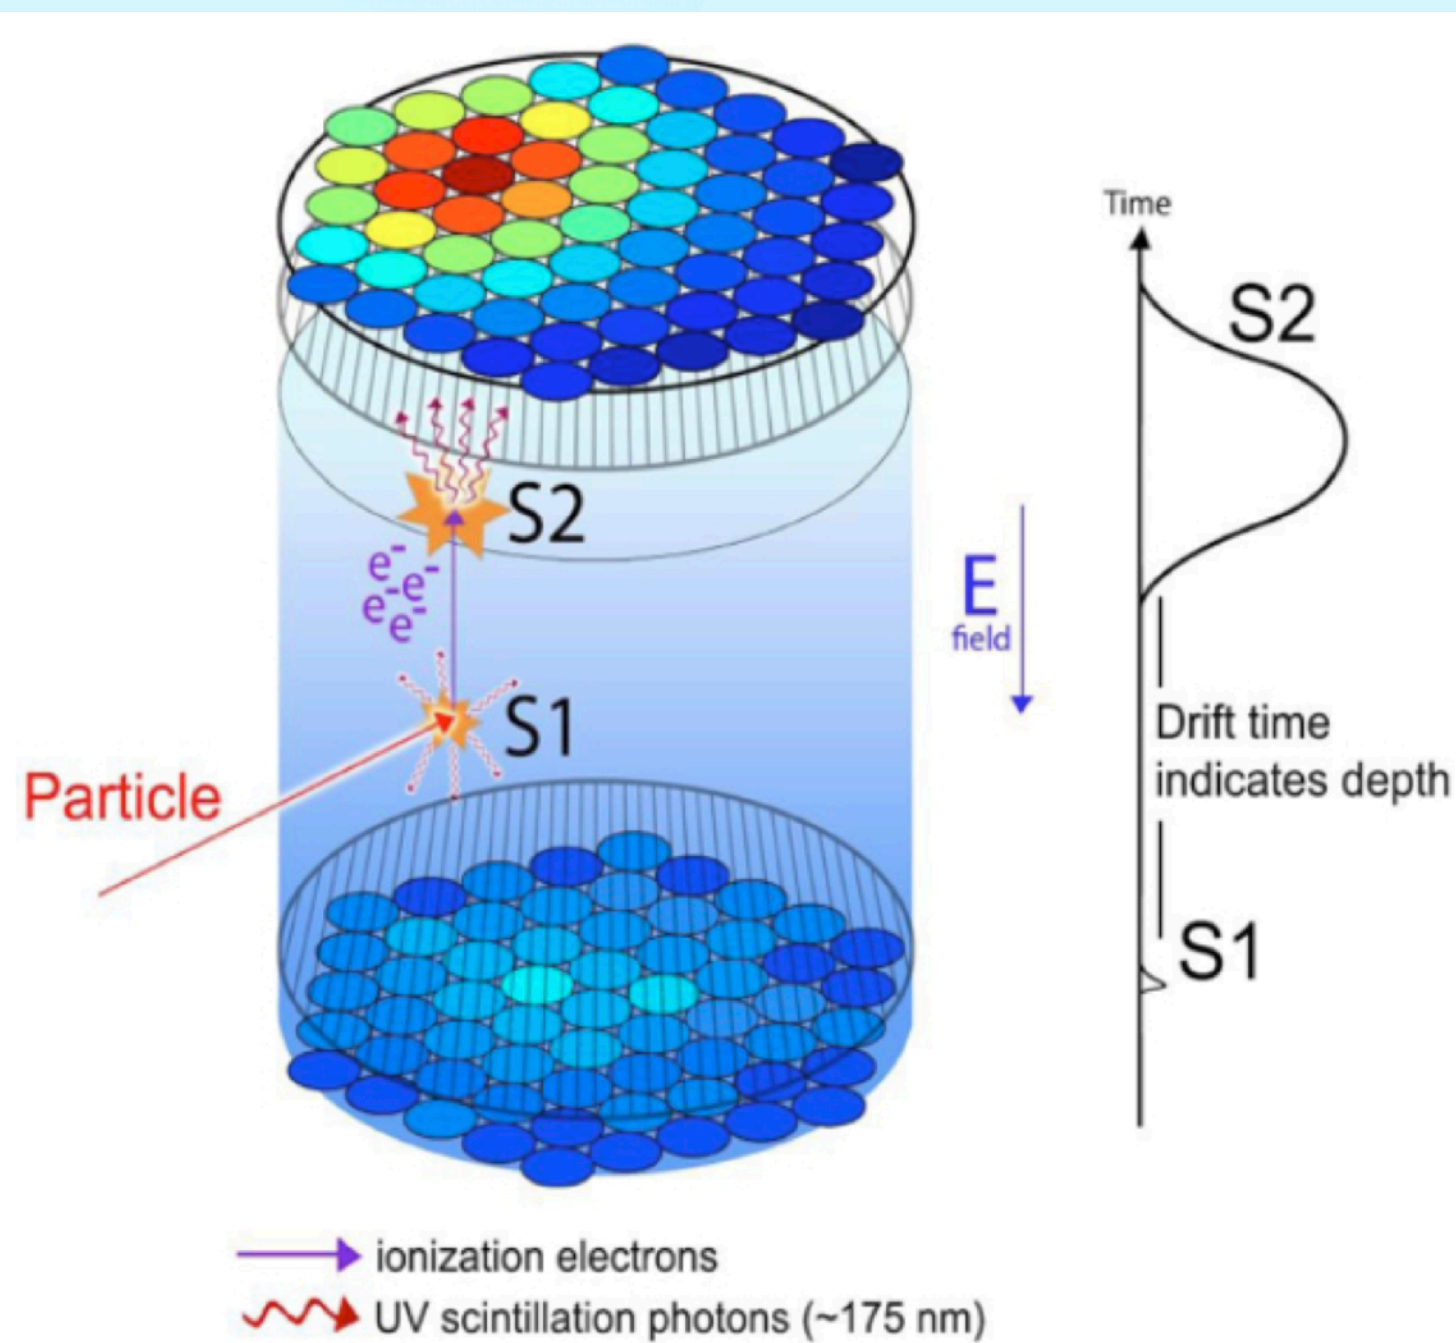 Time
S2
S2
e-
e-
e-
e-
E
field
S1
Drift time
indicates depth
Particle
S1
ionization electrons
UV scintillation photons (~175 nm)